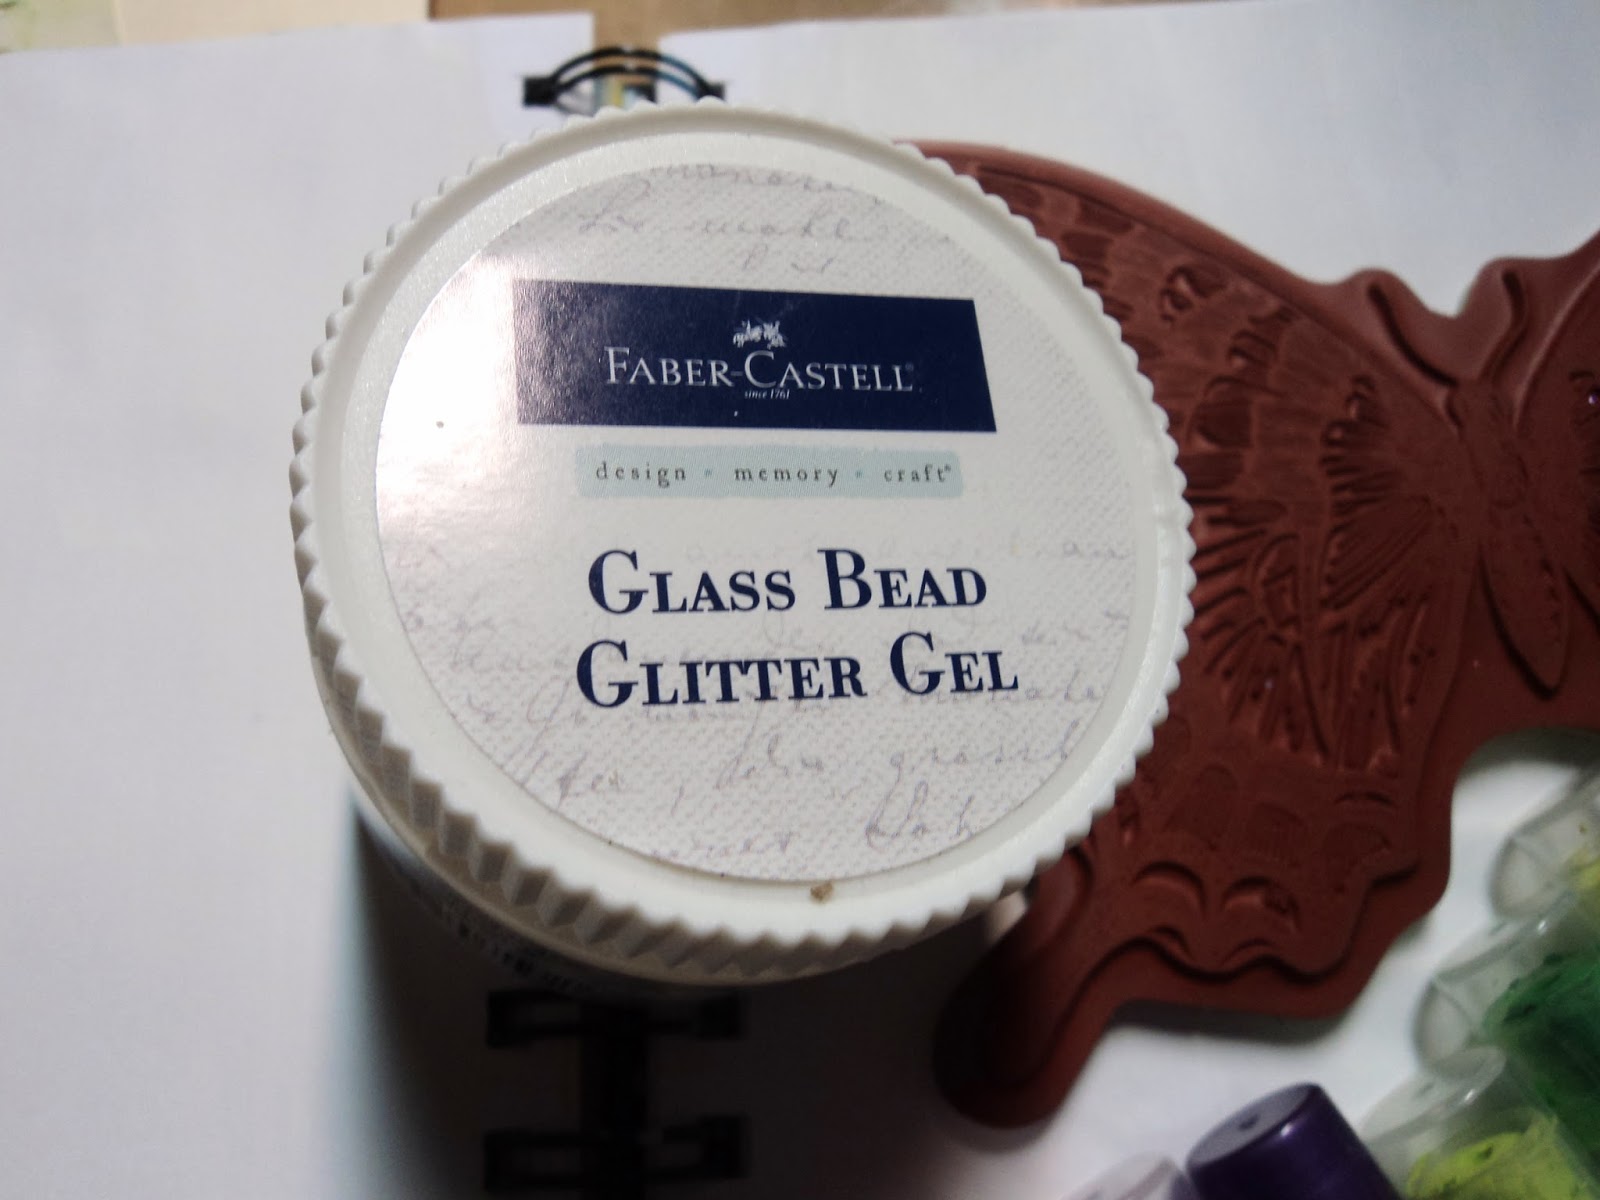 FABER-CASTELL
since 1761
design memory craft®
GLASS BEAD
GLITTER GEL